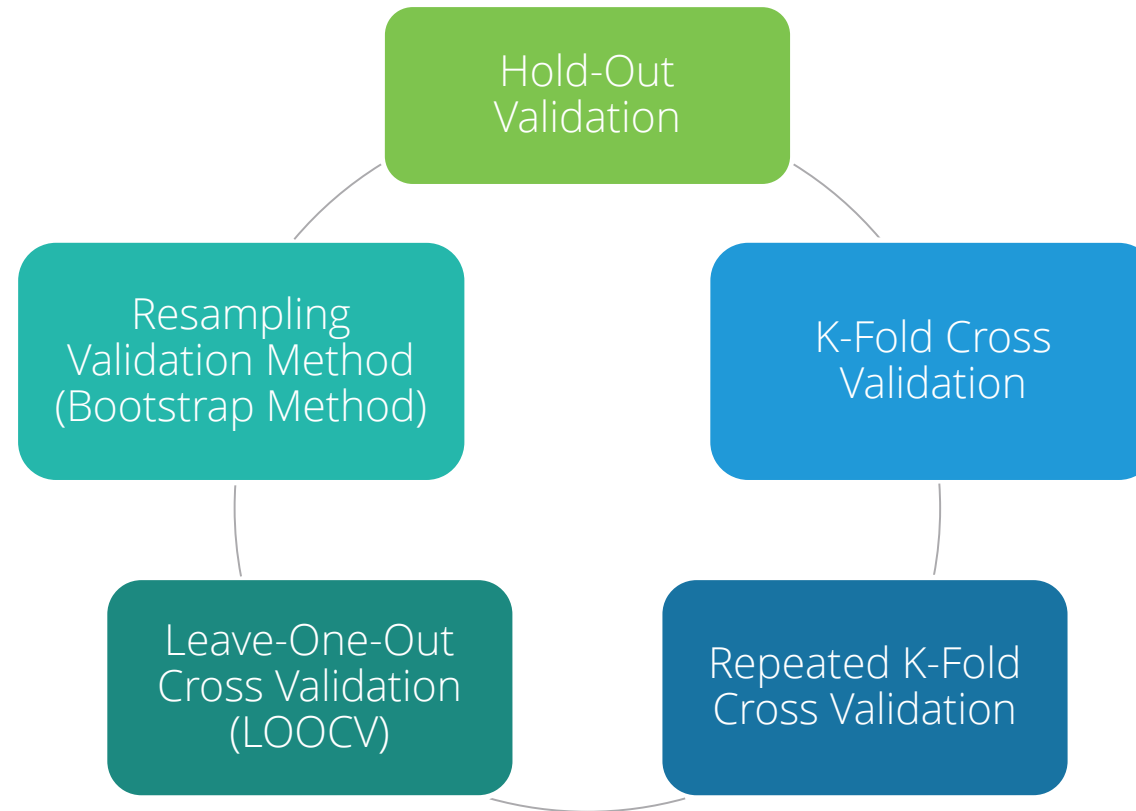 Hold-Out
Validation
Resampling
Validation Method
(Bootstrap Method)
K-Fold Cross
Validation
Leave-One-Out
Cross Validation
(LOOCV)
Repeated K-Fold
Cross Validation